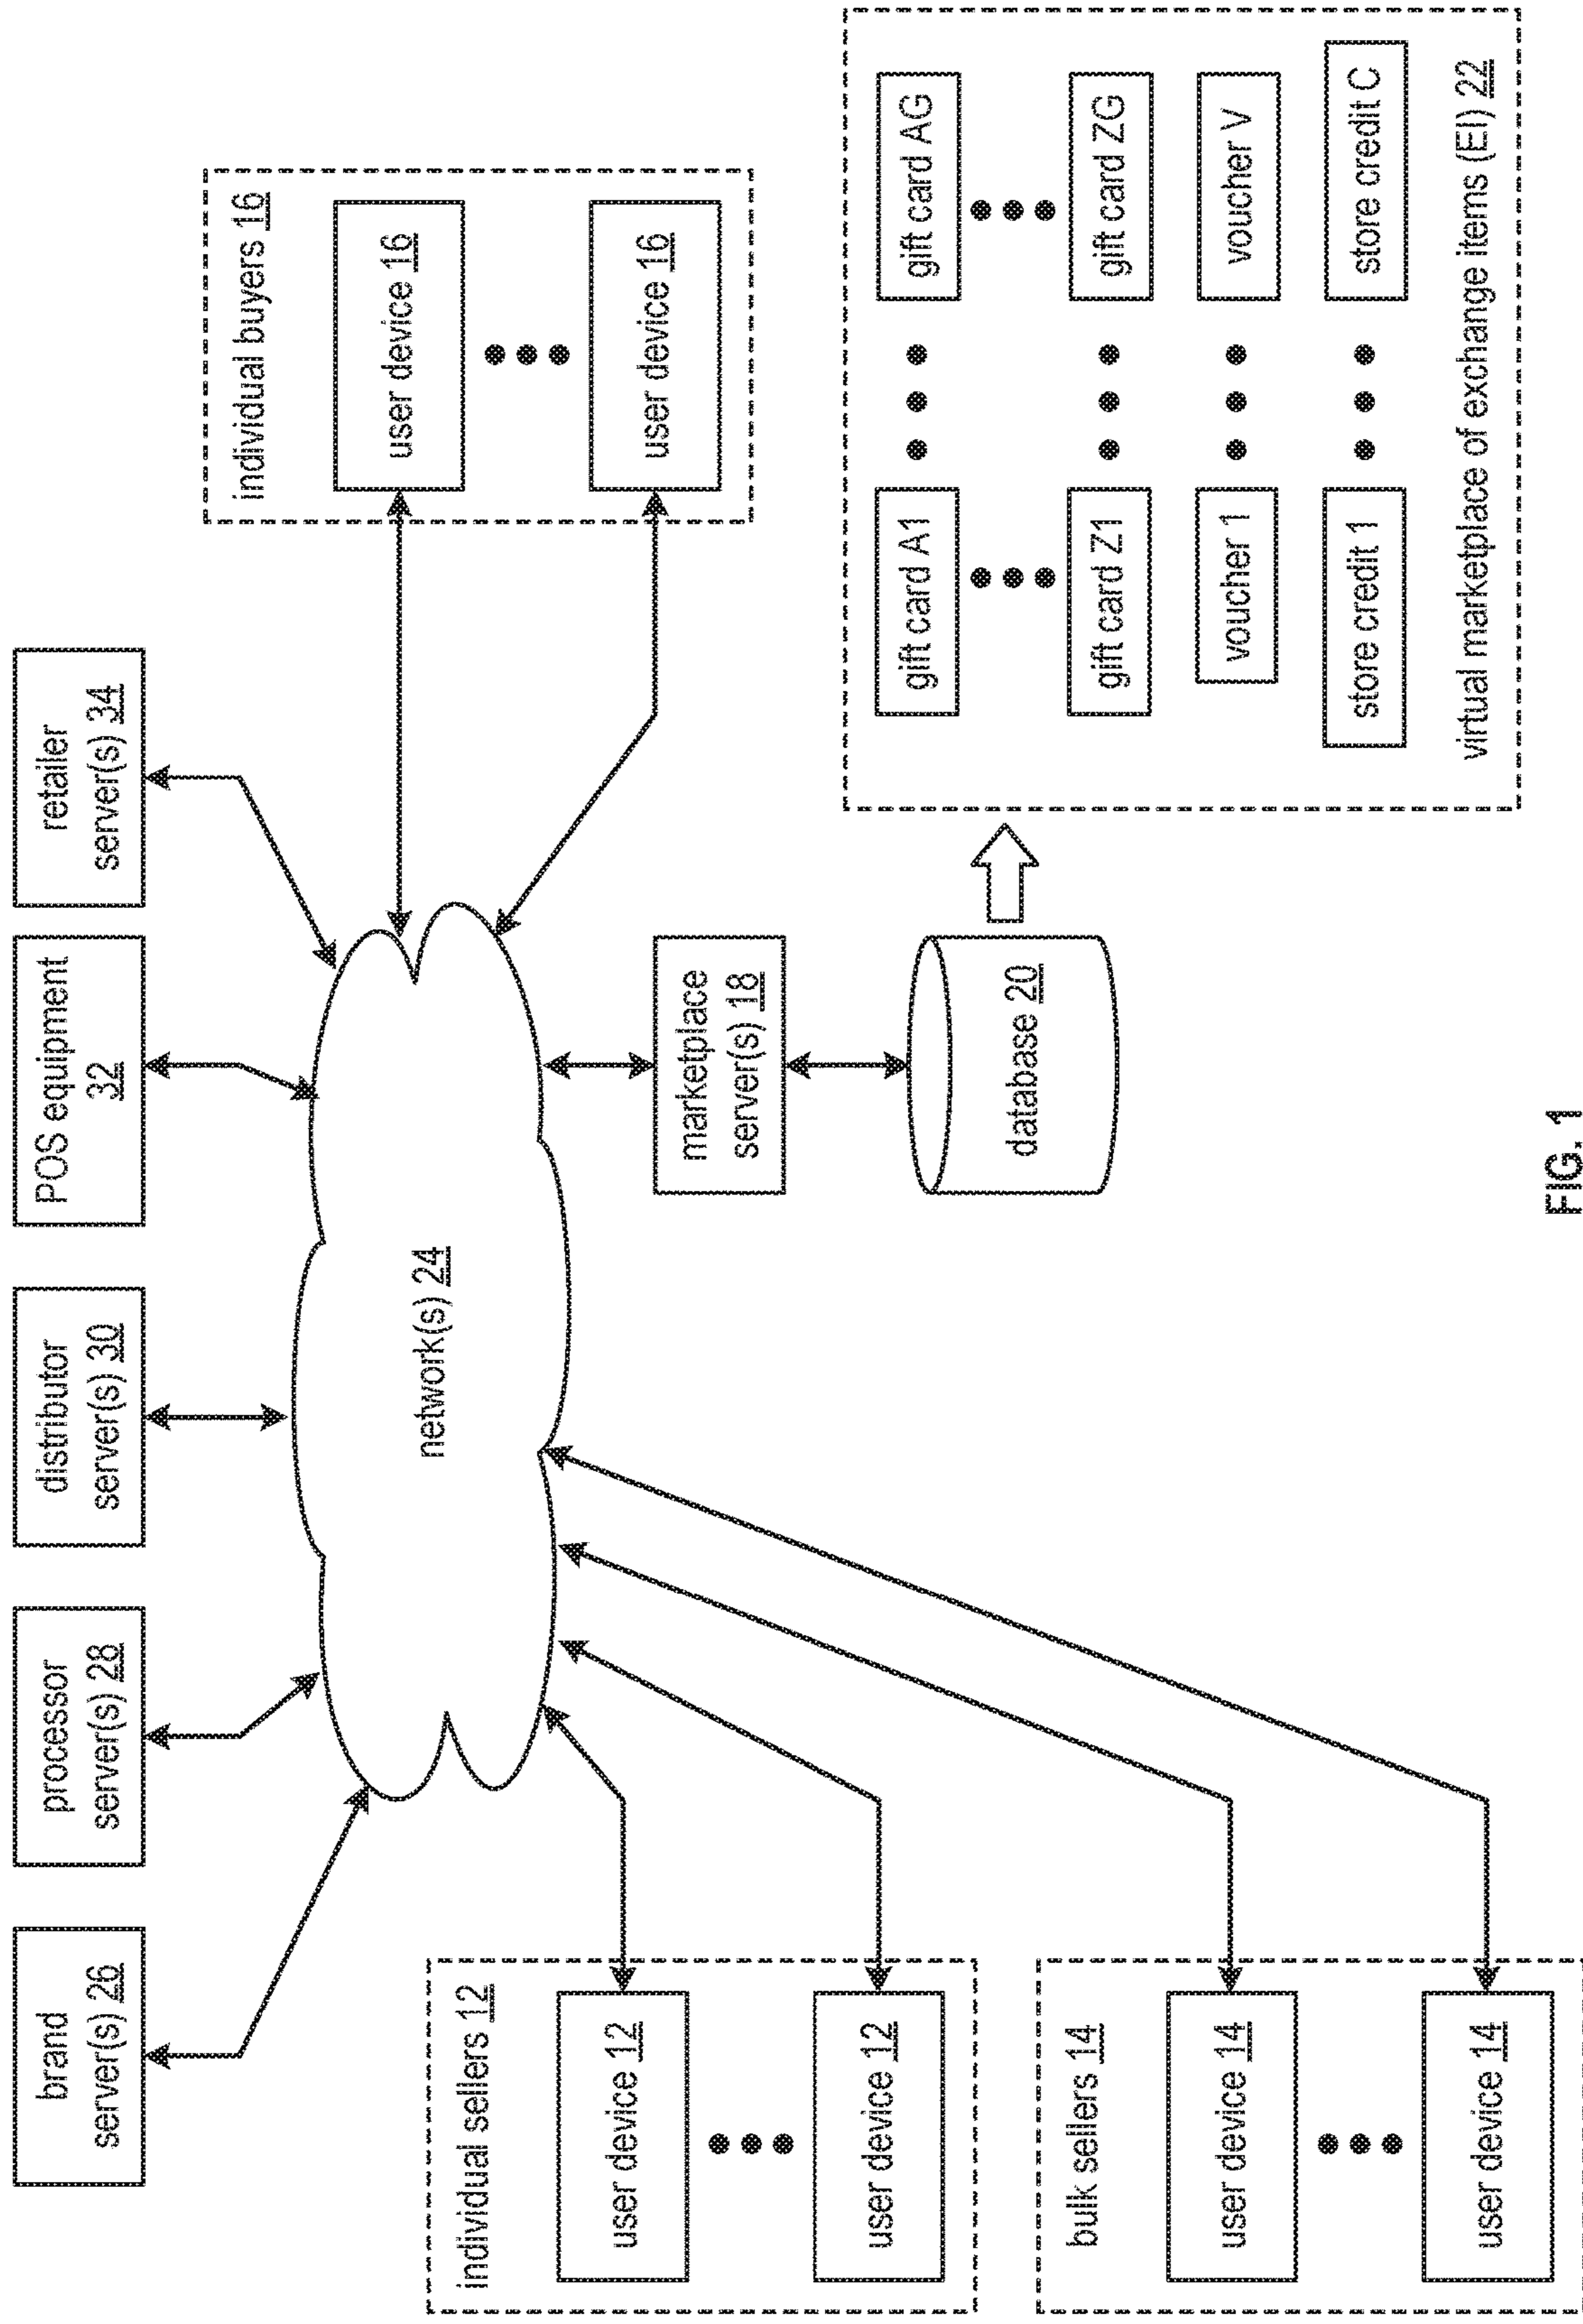 brand
server(s) 26
processor
server(s) 28
distributor
server(s) 30
POS equipment
32
retailer
server(s) 34
individual sellers 12
user device 12
user device 12
bulk sellers 14
user device 14
user device 14
network(s) 24
individual buyers 16
user device 16
user device 16
marketplace
server(s) 18
database 20
gift card A1
gift card AG
gift card Z1
gift card ZG
voucher 1
voucher V
store credit 1
store credit C
virtual marketplace of exchange items (EI) 22
FIG. 1